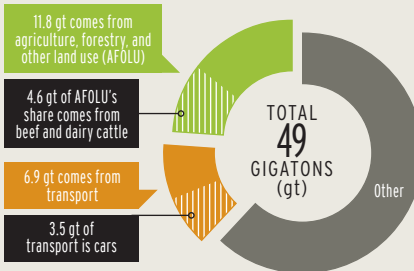 11.8 gt comes from
agriculture, forestry, and
other land use (AFOLU)
4.6 gt of AFOLU's
share comes from
beef and dairy cattle
6.9 gt comes from
transport
3.5 gt of
transport is cars
TOTAL
49
GIGATONS
(gt)
Other